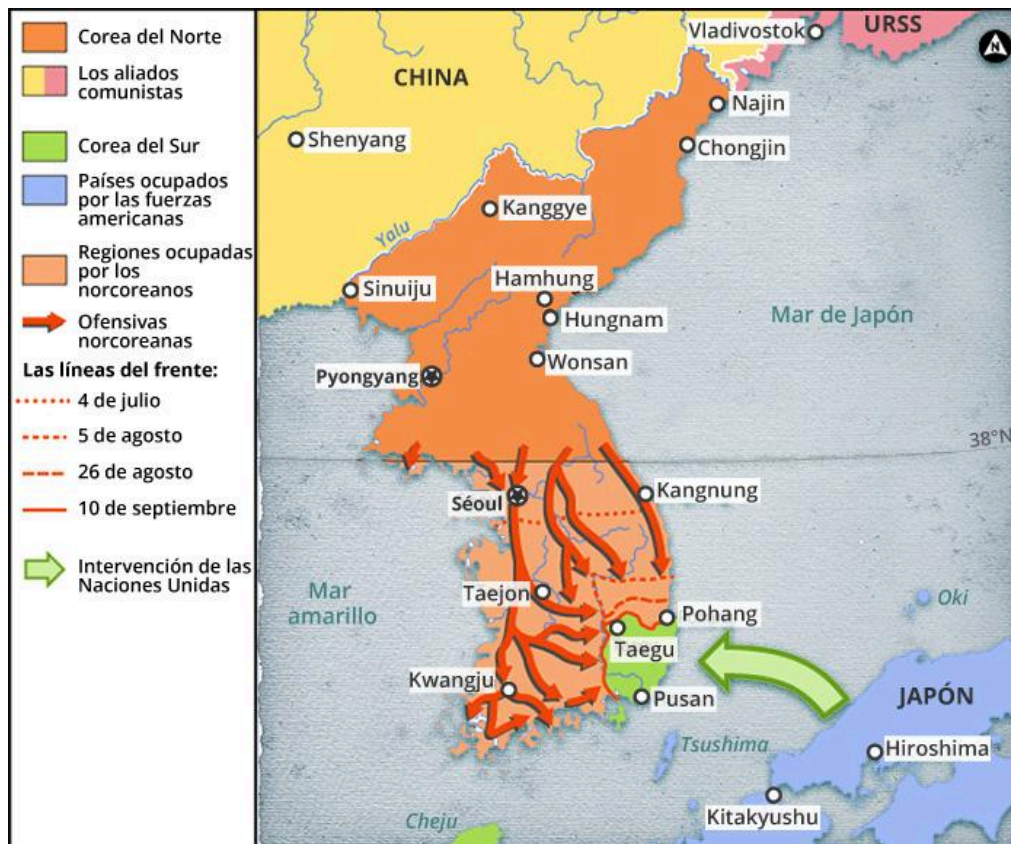 Corea del Norte
Los aliados
comunistas
Corea del Sur
Países ocupados
por las fuerzas
americanas
Regiones ocupadas
por los
norcoreanos
Ofensivas
norcoreanas
Las líneas del frente:
4 de julio
5 de agosto
26 de agosto
10 de septiembre
Intervención de las
Naciones Unidas
Vladivostok
URSS
N
CHINA
Najin
Shenyang
Chongjin
Kanggye
Yalu
Sinuiju
Hamhung
Hungnam
Mar de Japón
Wonsan
Pyongyang
38°N
Séoul
Kangnung
Mar
amarillo
Taejon
Oki
Pohang
Taegu
Kwangju
Pusan
JAPÓN
Tsushima
Hiroshima
Kitakyushu
Cheju